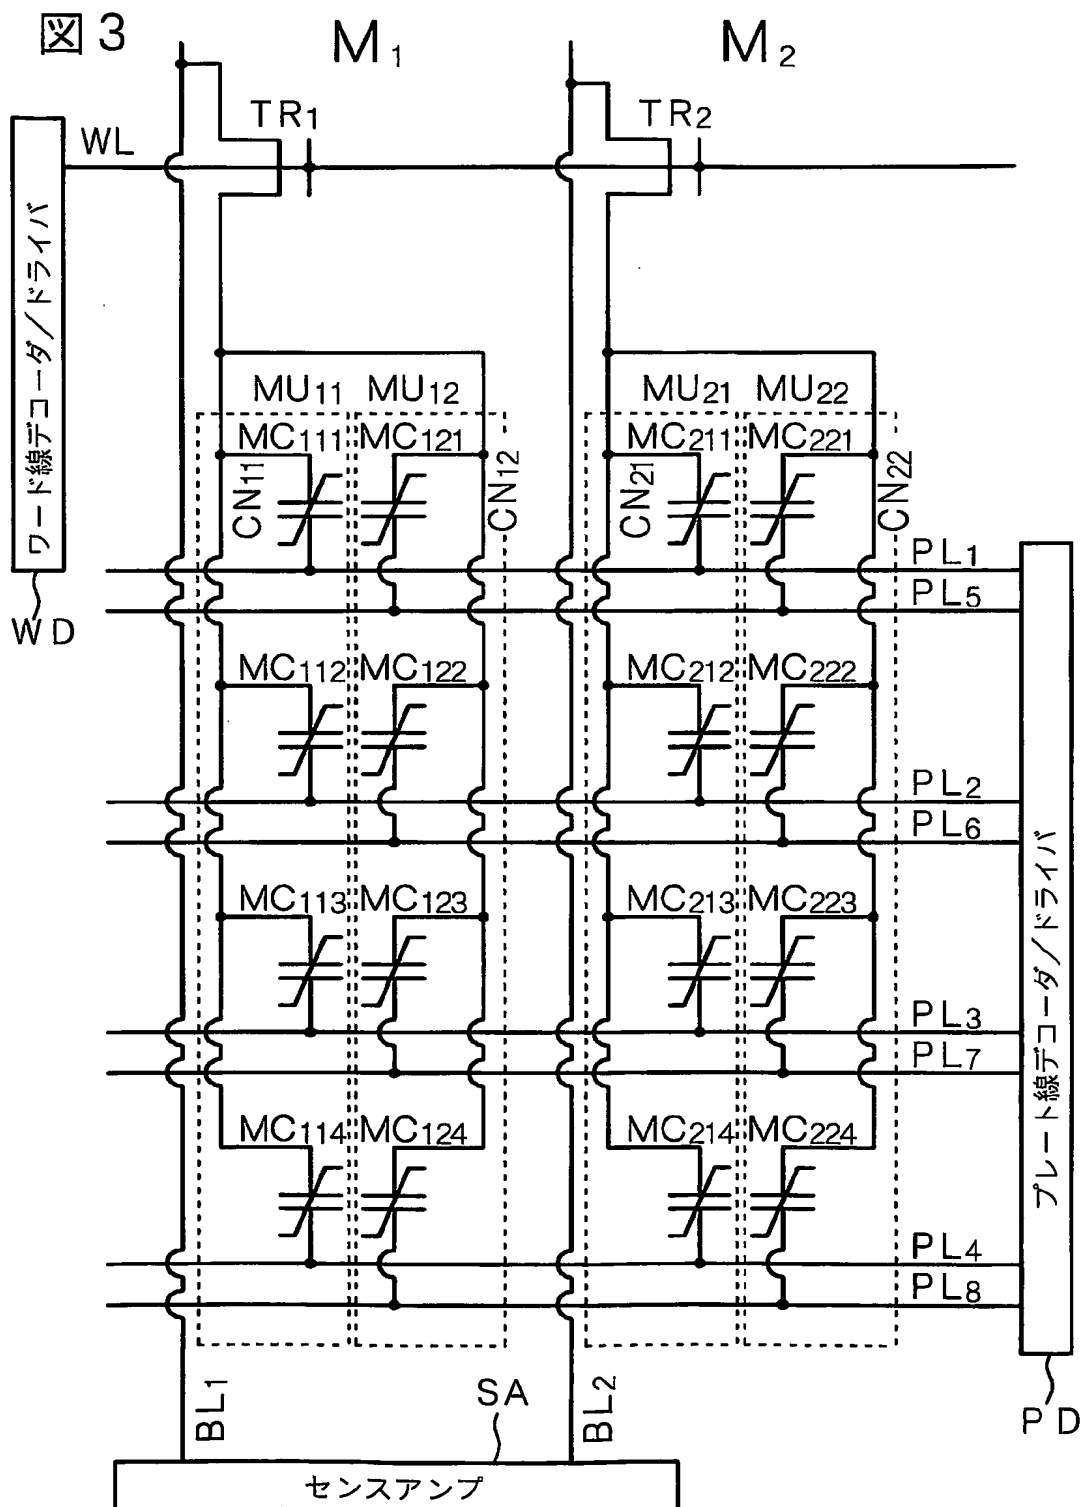 図3
M1
M2
TR1
TR2
WL
ワード線デコーダ/ドライバ
WD
MU11
MU12
MU21
MU22
MC111
MC121
MC211
MC221
CN11
CN12
CN21
CN22
PL1
PL5
MC112
MC122
MC212
MC222
PL2
PL6
MC113
MC123
MC213
MC223
PL3
PL7
MC114
MC124
MC214
MC224
PL4
PL8
プレート線デコーダ/ドライバ
PD
BL1
SA
BL2
センスアンプ